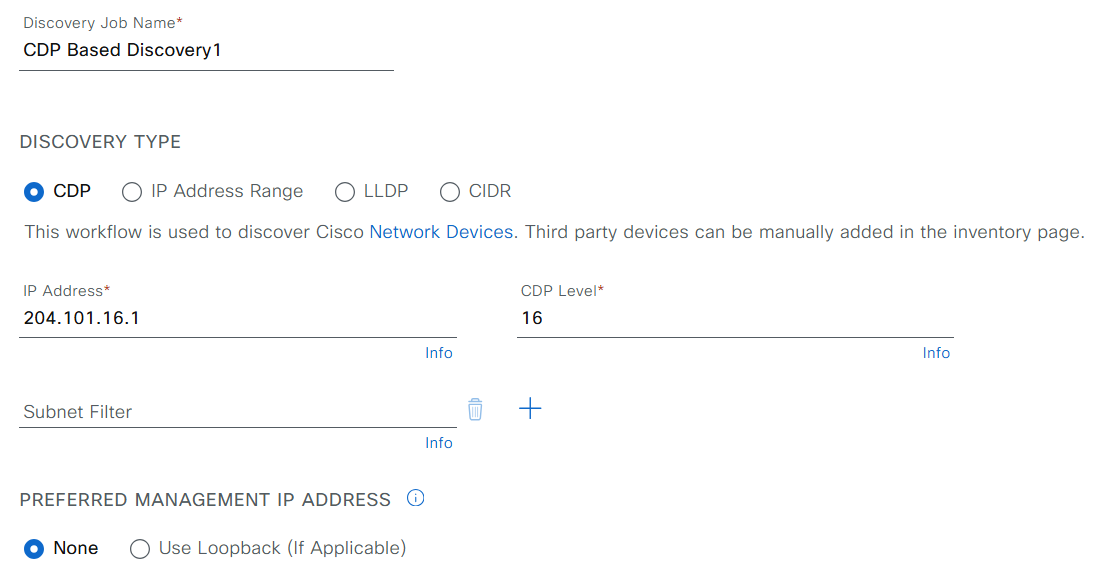 Discovery Job Name*
CDP Based Discovery1
DISCOVERY TYPE
CDP IP Address Range LLDP CIDR
This workflow is used to discover Cisco Network Devices. Third party devices can be manually added in the inventory page.
IP Address* CDP Level*
204.101.16.1 16
Info Info
Subnet Filter
Info
PREFERRED MANAGEMENT IP ADDRESS
None Use Loopback (If Applicable)